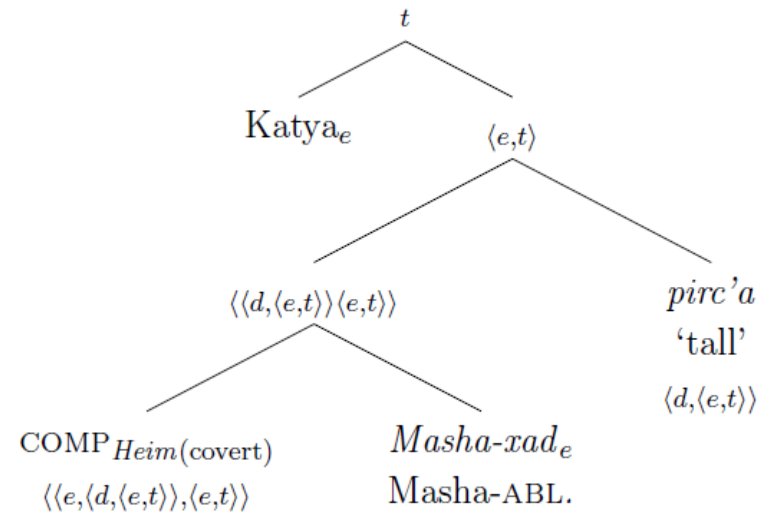 t
Katya_e
⟨e,t⟩
⟨⟨d,⟨e,t⟩⟩⟨e,t⟩⟩
pirc'a
‘tall’
⟨d,⟨e,t⟩⟩
COMP_Heim(covert)
⟨⟨e,⟨d,⟨e,t⟩⟩,⟨e,t⟩⟩
Masha-xad_e
Masha-ABL.